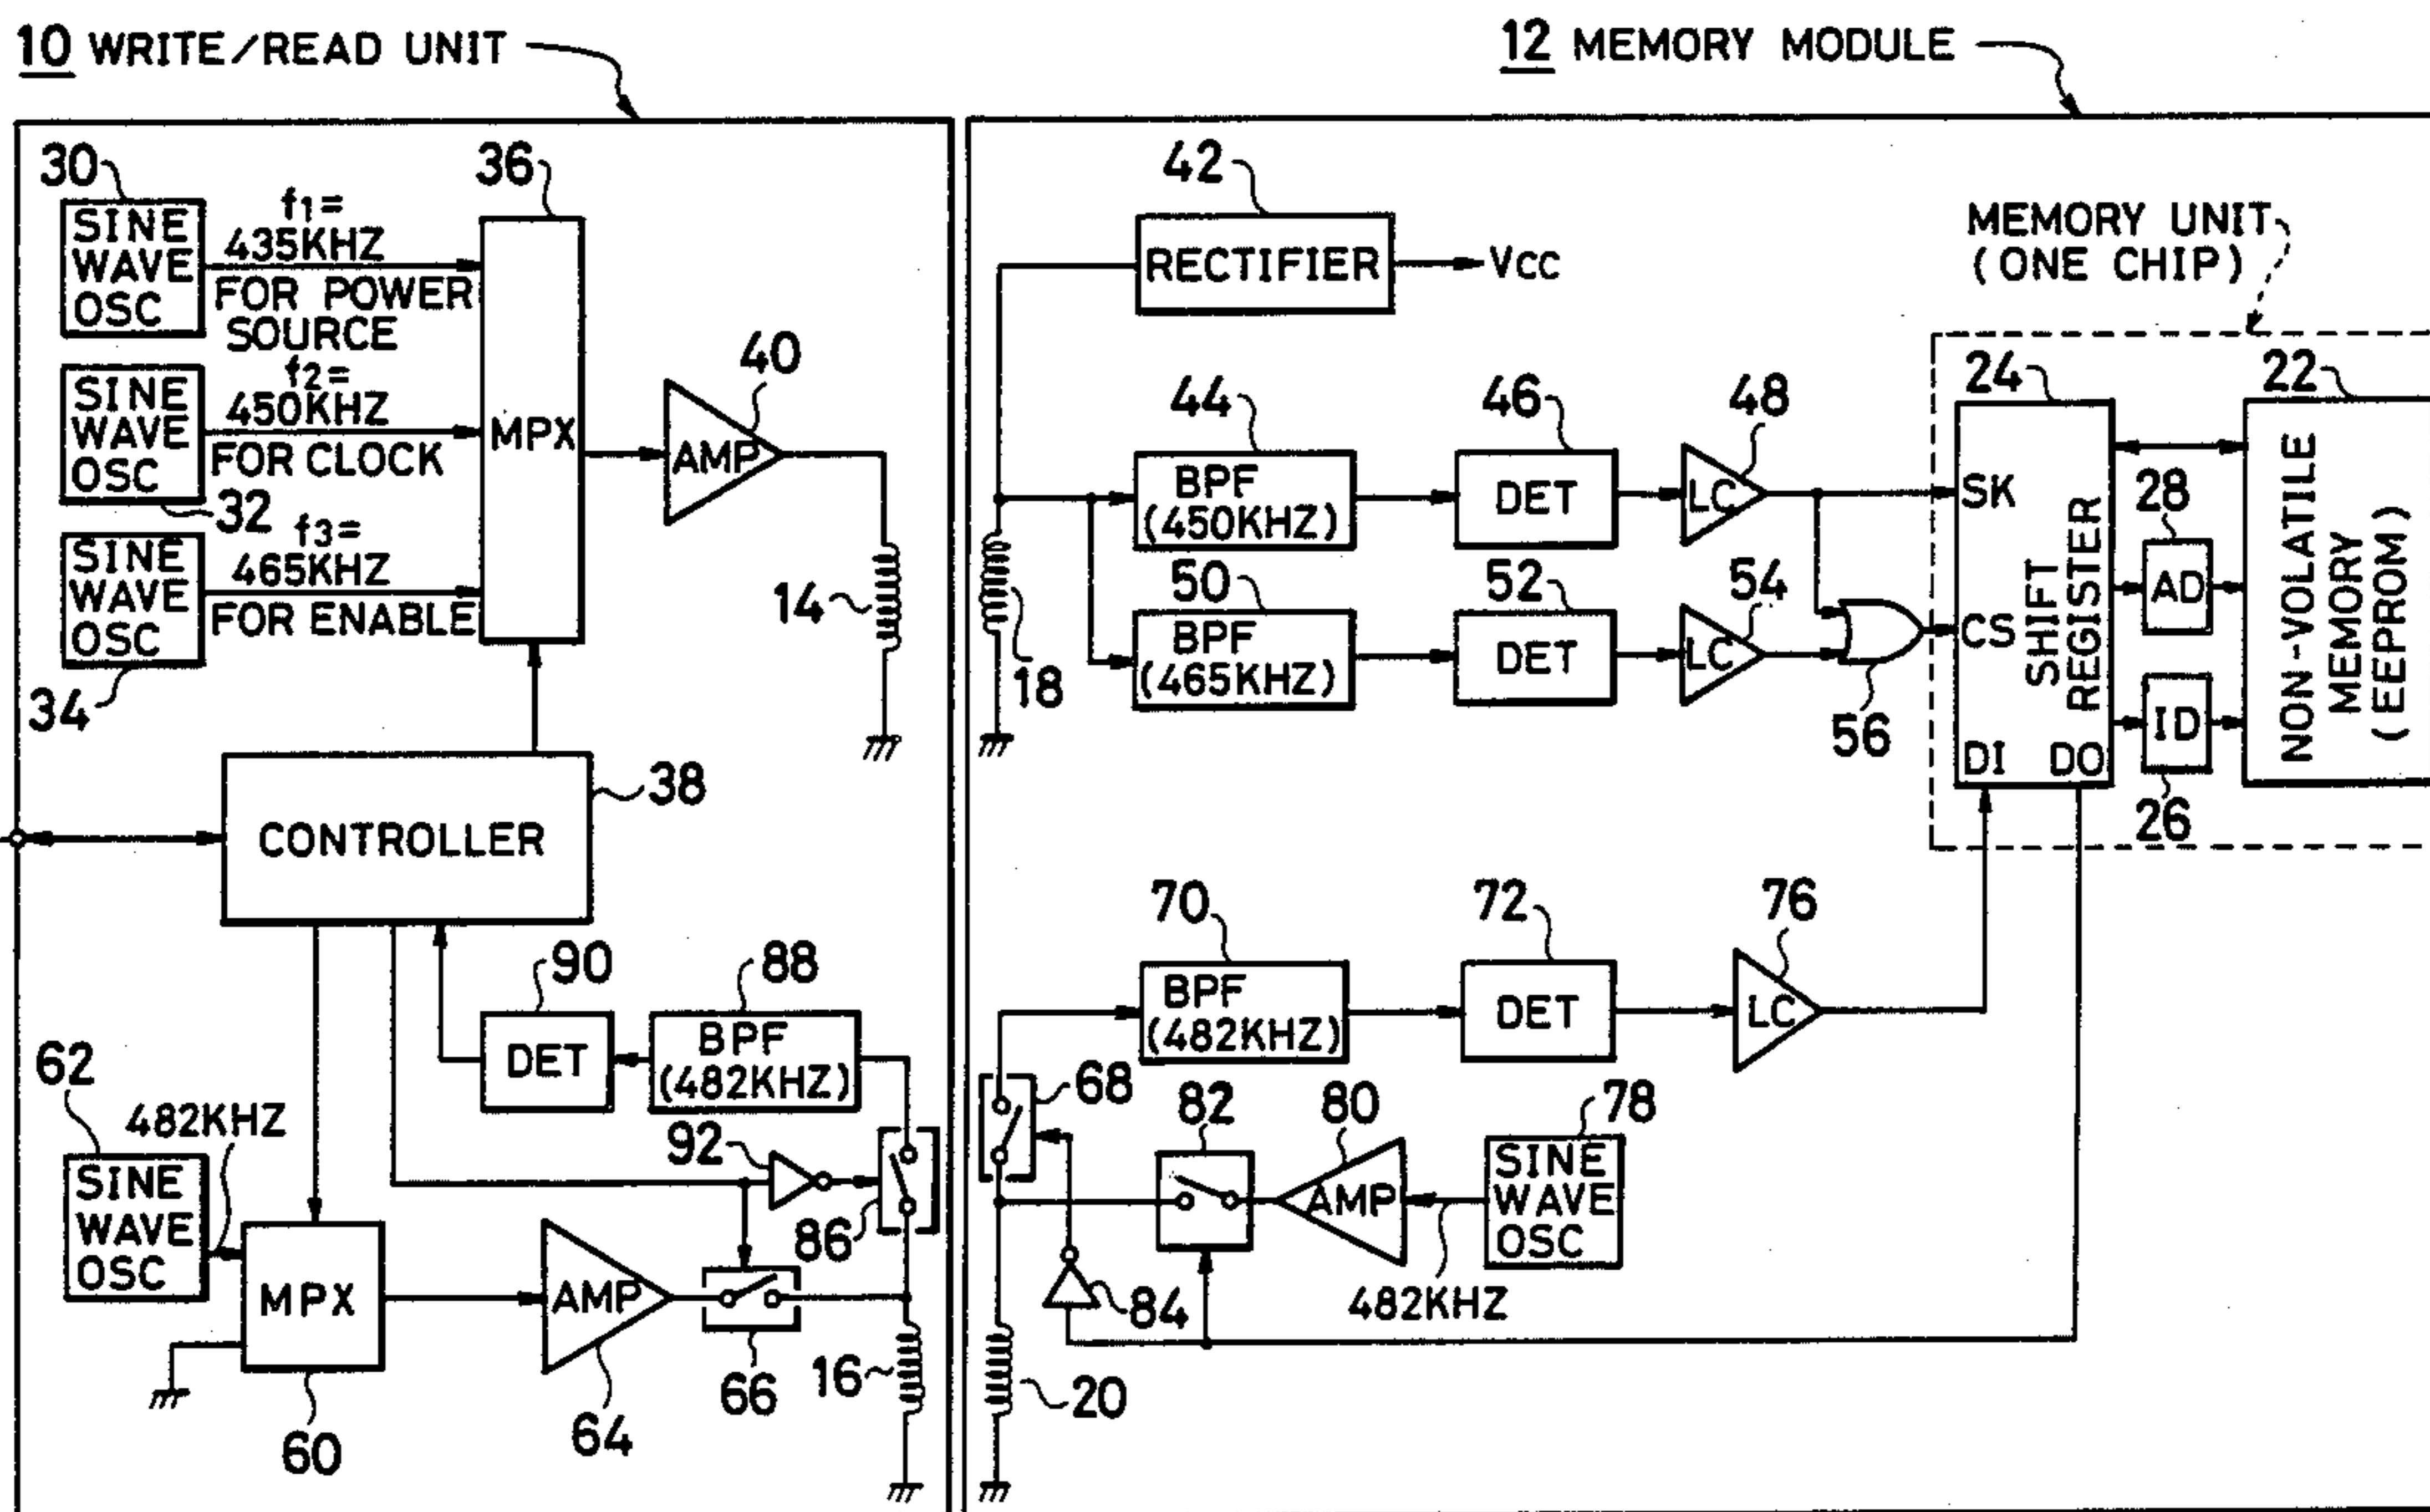 10 WRITE/READ UNIT
12 MEMORY MODULE
30
SINE
WAVE
OSC
f1=
435KHZ
FOR POWER
SOURCE
36
MPX
SINE
WAVE
OSC
32
f2=
450KHZ
FOR CLOCK
SINE
WAVE
OSC
34
f3=
465KHZ
FOR ENABLE
40
AMP
14
CONTROLLER
38
90
DET
88
BPF
(482KHZ)
62
482KHZ
SINE
WAVE
OSC
92
86
MPX
60
AMP
64
66
16
42
RECTIFIER
VCC
MEMORY UNIT
(ONE CHIP)
44
BPF
(450KHZ)
46
DET
48
LC
18
50
BPF
(465KHZ)
52
DET
54
LC
56
24
SK
CS
SHIFT
REGISTER
DI
DO
28
AD
ID
26
22
NON-VOLATILE
MEMORY
(EEPROM)
70
BPF
(482KHZ)
72
DET
76
LC
68
82
80
AMP
78
SINE
WAVE
OSC
482KHZ
84
20